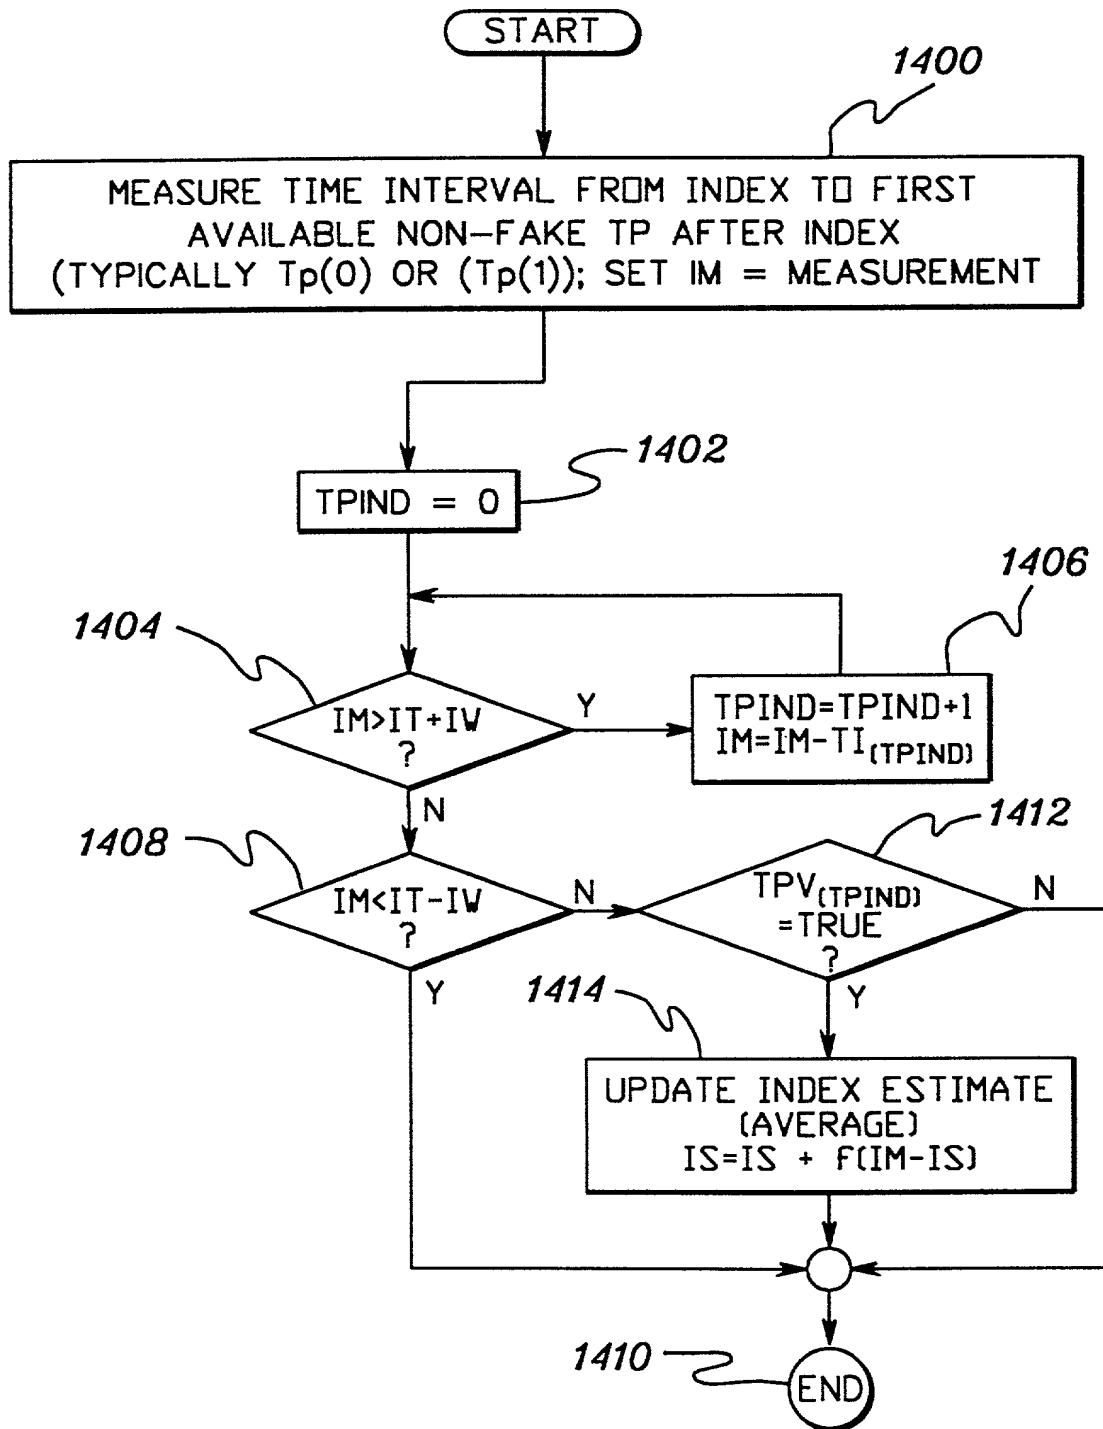 START
1400
MEASURE TIME INTERVAL FROM INDEX TO FIRST
AVAILABLE NON-FAKE TP AFTER INDEX
(TYPICALLY Tp(0) OR (Tp(1)); SET IM = MEASUREMENT
1402
TPIND = 0
1406
1404
IM>IT+IW
?
Y
TPIND=TPIND+1
IM=IM-TI(TPIND)
N
1408
1412
IM<IT-IW
?
N
TPV(TPIND)
=TRUE
?
N
Y
Y
1414
UPDATE INDEX ESTIMATE
(AVERAGE)
IS=IS + F(IM-IS)
1410
END